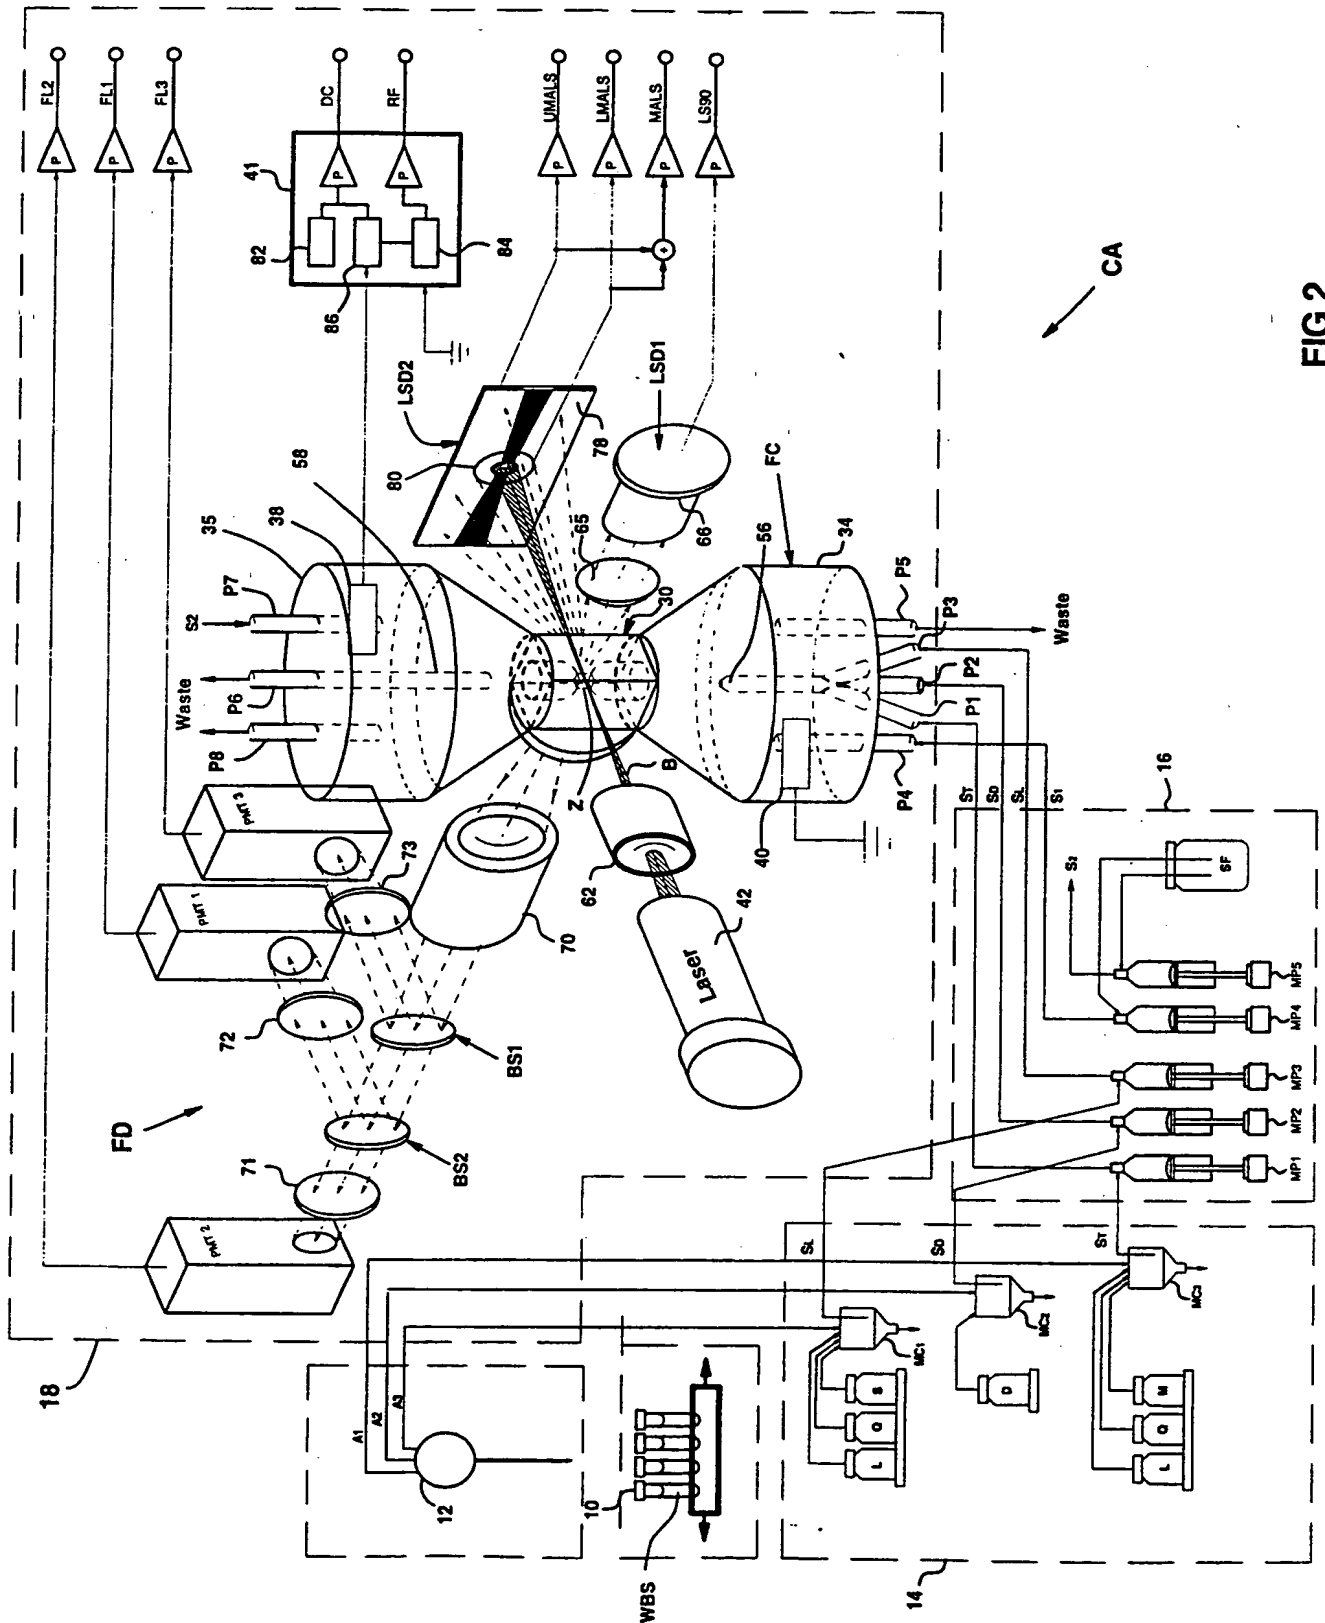 FL2
FL1
FL3
DC
RF
UMALS
LMALS
MALS
LS90
P
P
P
P
P
P
P
P
P
41
82
86
84
+
CA
FIG 2
LSD2
LSD1
80
78
58
65
66
FC
35
38
P7
S2
Waste
P6
P8
30
56
34
P5
P3
P2
P1
P4
Waste
Z
B
40
62
42
Laser
70
PMT 3
73
PMT 1
72
BS1
BS2
FD
71
PMT 2
18
ST
SD
SL
S1
16
S2
SF
MP5
MP4
MP3
MP2
MP1
SL
SD
ST
A1
A2
A3
12
10
WBS
MC1
MC2
MC3
S
Q
L
D
M
Q
L
14